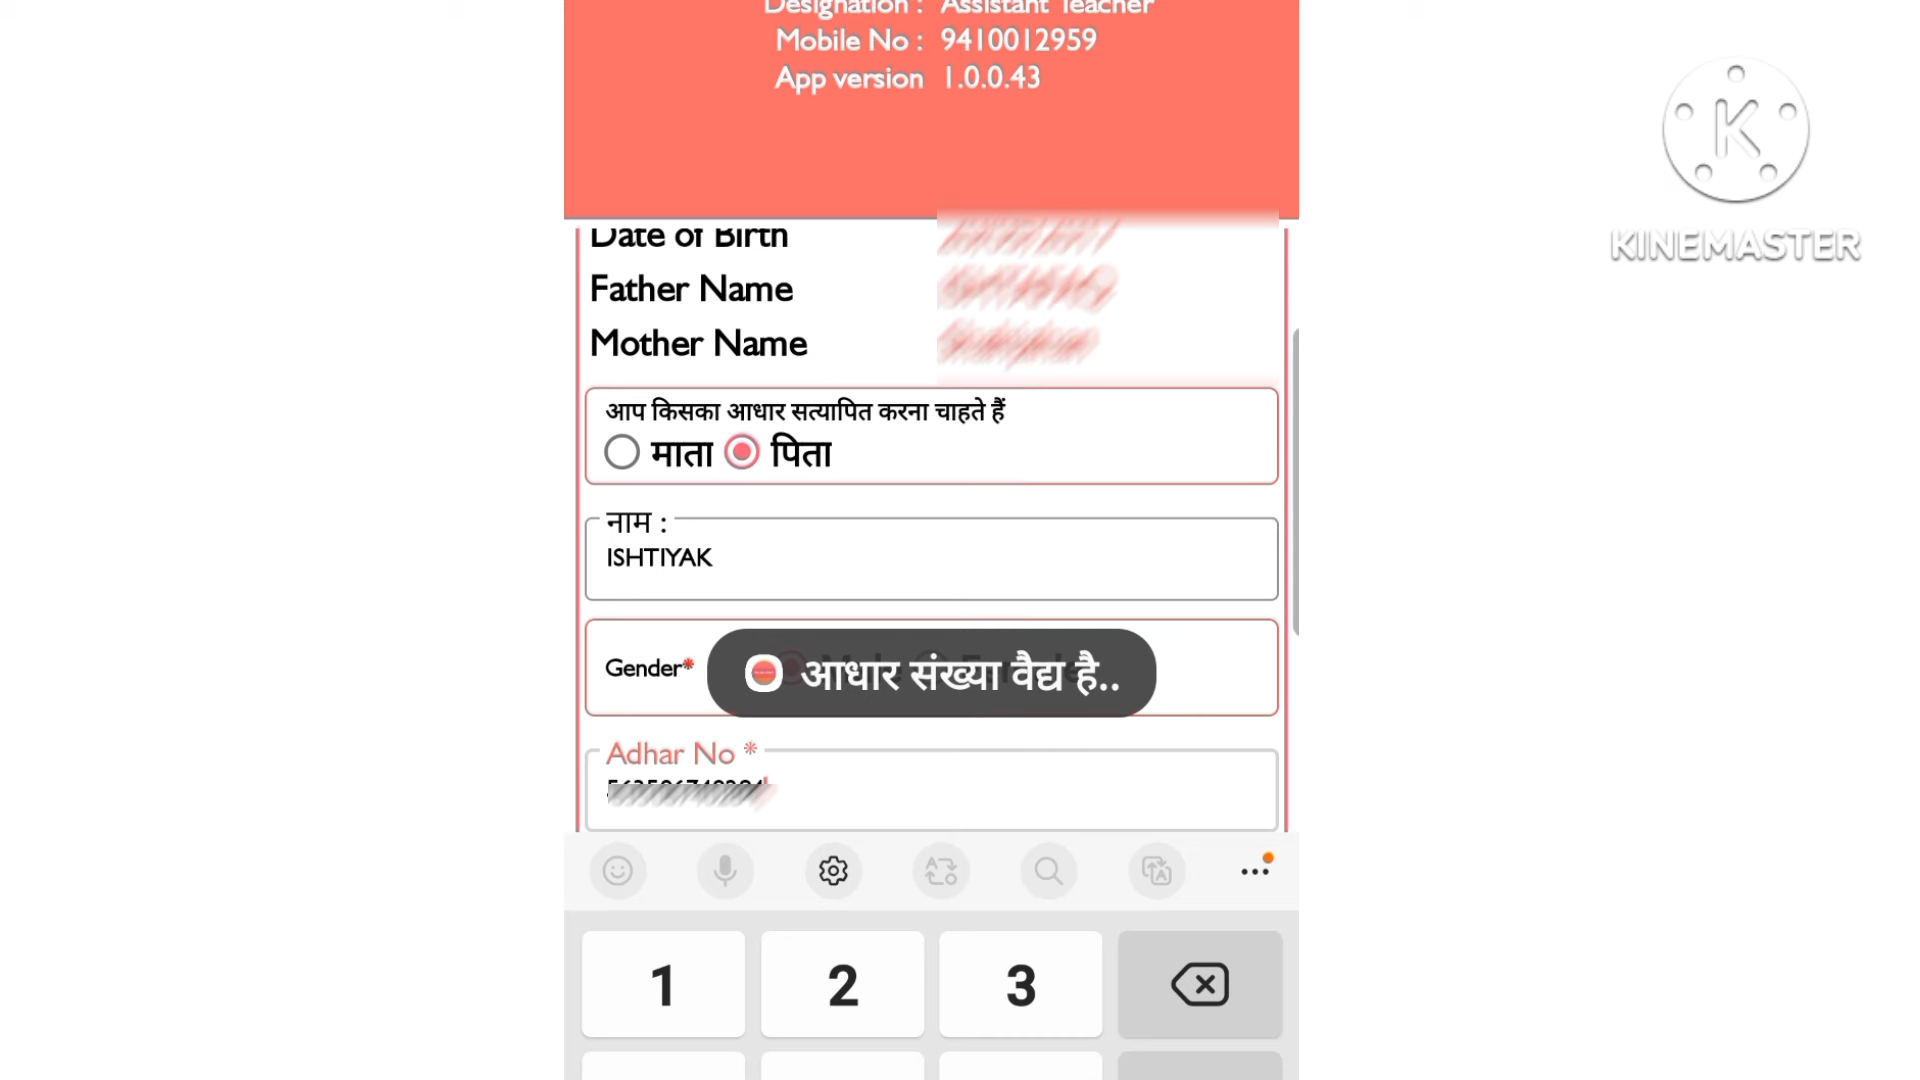 Designation : Assistant Teacher
Mobile No : 9410012959
App version 1.0.0.43
KINEMASTER
Date of Birth
Father Name
Mother Name
आप किसका आधार सत्यापित करना चाहते हैं
माता पिता
नाम :
ISHTIYAK
Gender*
आधार संख्या वैद्य है..
Adhar No *
1 2 3